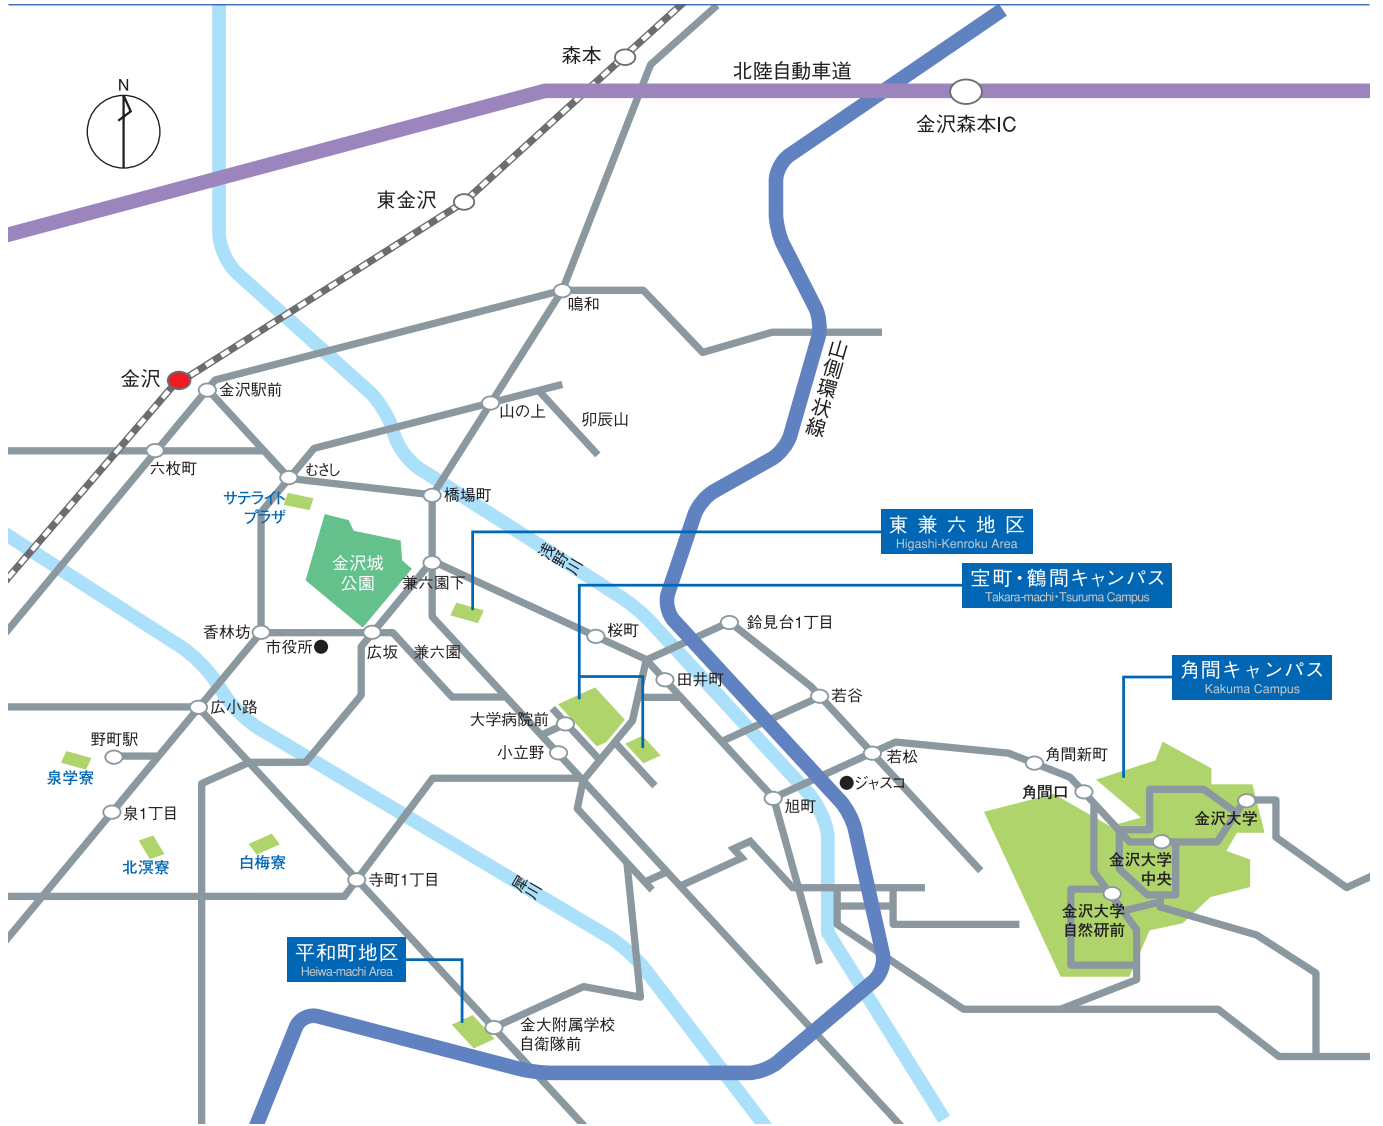 森本
北陸自動車道
N
金沢森本IC
東金沢
鳴和
山側環状線
金沢
金沢駅前
山の上
卯辰山
六枚町
むさし
サテライト
プラザ
橋場町
東兼六地区
Higashi-Kenroku Area
浅野川
金沢城
公園
兼六園下
宝町・鶴間キャンパス
Takara-machi・Tsuruma Campus
香林坊
市役所
広坂
兼六園
桜町
鈴見台1丁目
角間キャンパス
Kakuma Campus
田井町
若谷
広小路
大学病院前
野町駅
小立野
若松
角間新町
泉学寮
ジャスコ
角間口
泉1丁目
旭町
金沢大学
北溟寮
白梅寮
金沢大学
中央
寺町1丁目
犀川
金沢大学
自然研前
平和町地区
Heiwa-machi Area
金大附属学校
自衛隊前